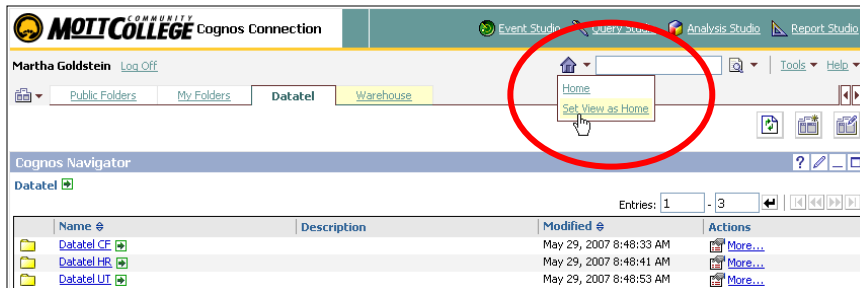 COMMUNITY
MOTT COLLEGE Cognos Connection
Event Studio Query Studio Analysis Studio Report Studio
Martha Goldstein Log Off
Tools Help
Home
Set View as Home
Public Folders My Folders Datatel Warehouse
Cognos Navigator
?
Datatel
Entries: 1 - 3
Name Description Modified Actions
Datatel CF May 29, 2007 8:48:33 AM More...
Datatel HR May 29, 2007 8:48:41 AM More...
Datatel UT May 29, 2007 8:48:53 AM More...